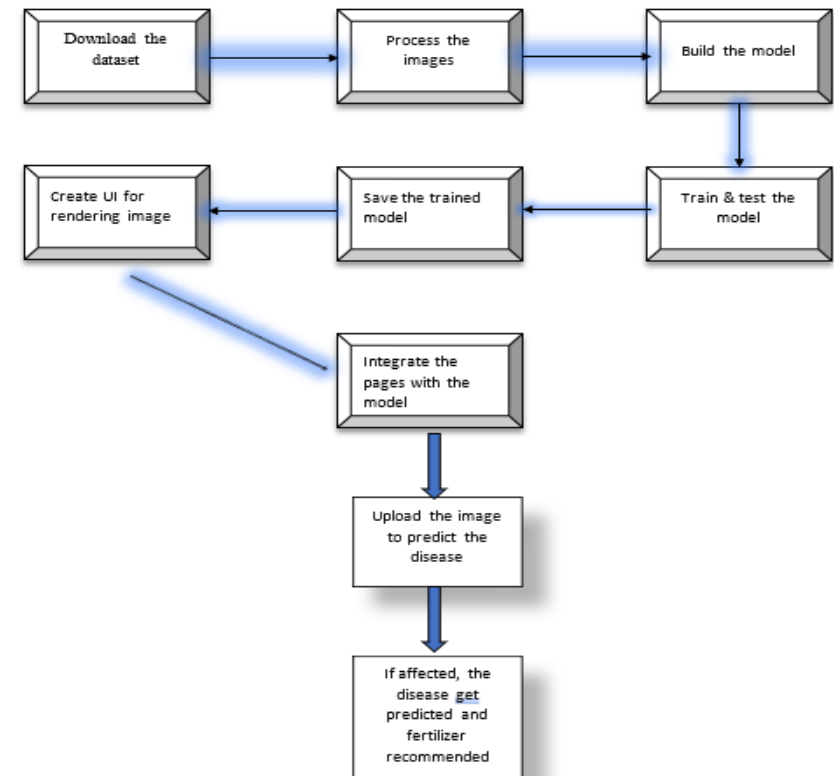 Download the
dataset
Process the
images
Build the model
Train & test the
model
Save the trained
model
Create UI for
rendering image
Integrate the
pages with the
model
Upload the image
to predict the
disease
If affected, the
disease get
predicted and
fertilizer
recommended